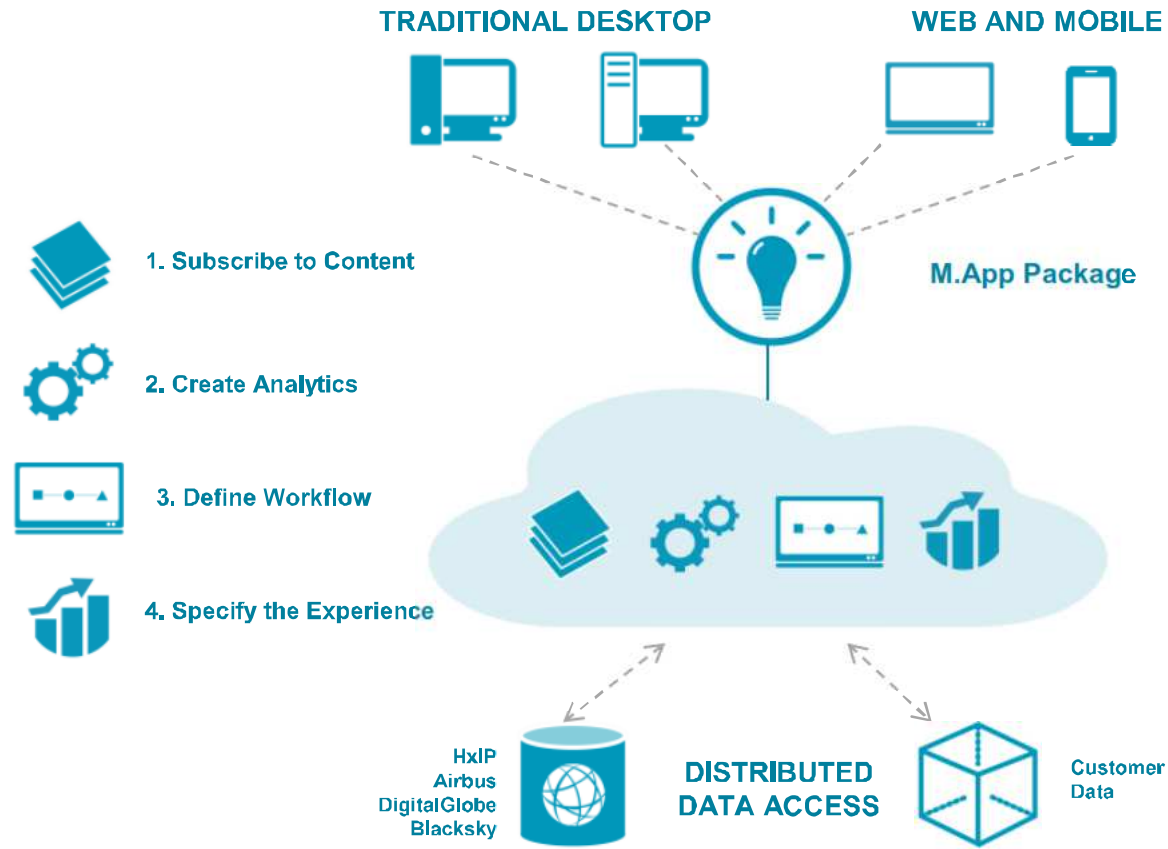 TRADITIONAL DESKTOP
WEB AND MOBILE
M.App Package
1. Subscribe to Content
2. Create Analytics
3. Define Workflow
4. Specify the Experience
HxIP
Airbus
DigitalGlobe
Blacksky
DISTRIBUTED
DATA ACCESS
Customer
Data